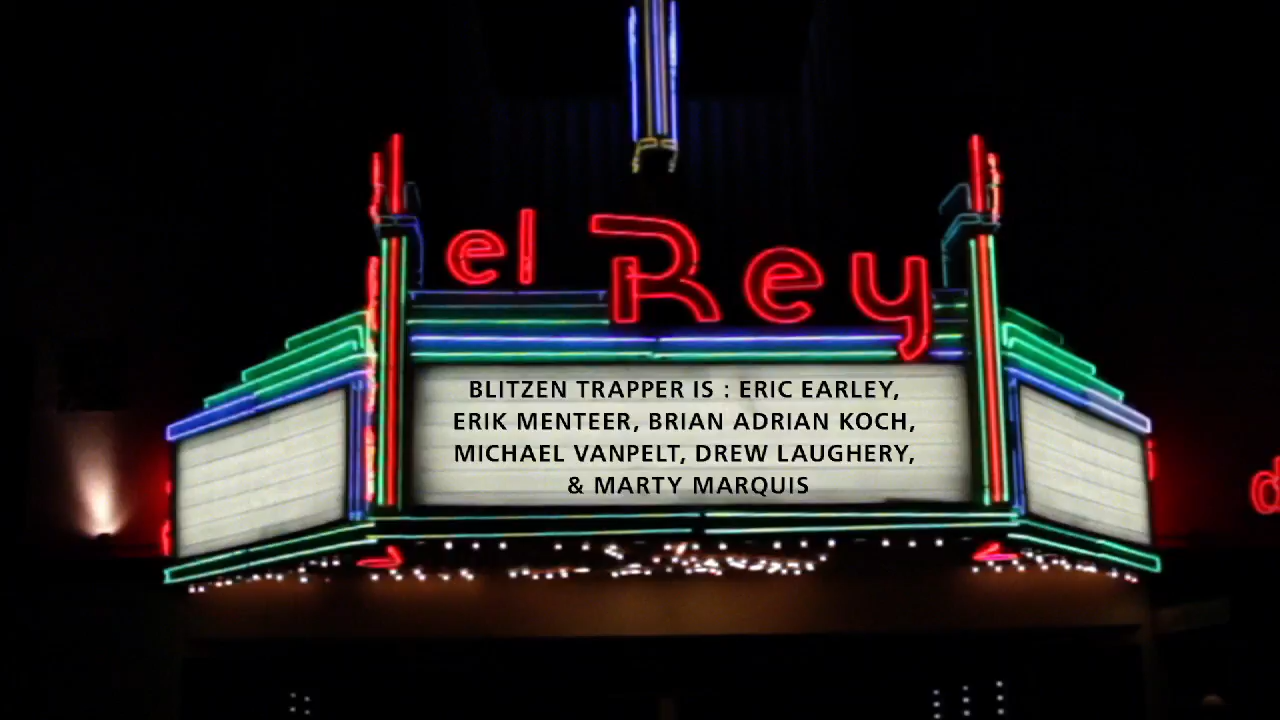 el Rey
BLITZEN TRAPPER IS : ERIC EARLEY,
ERIK MENTEER, BRIAN ADRIAN KOCH,
MICHAEL VANPELT, DREW LAUGHERY,
& MARTY MARQUIS
d